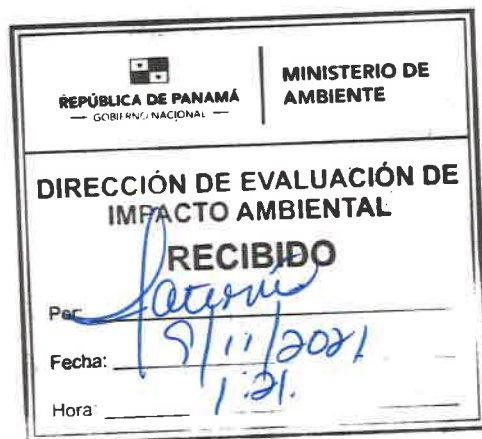 REPÚBLICA DE PANAMÁ
— GOBIERNO NACIONAL —
MINISTERIO DE
AMBIENTE
DIRECCIÓN DE EVALUACIÓN DE
IMPACTO AMBIENTAL
RECIBIDO
Por:
Fecha: 9/11/2021
Hora: 1:21.